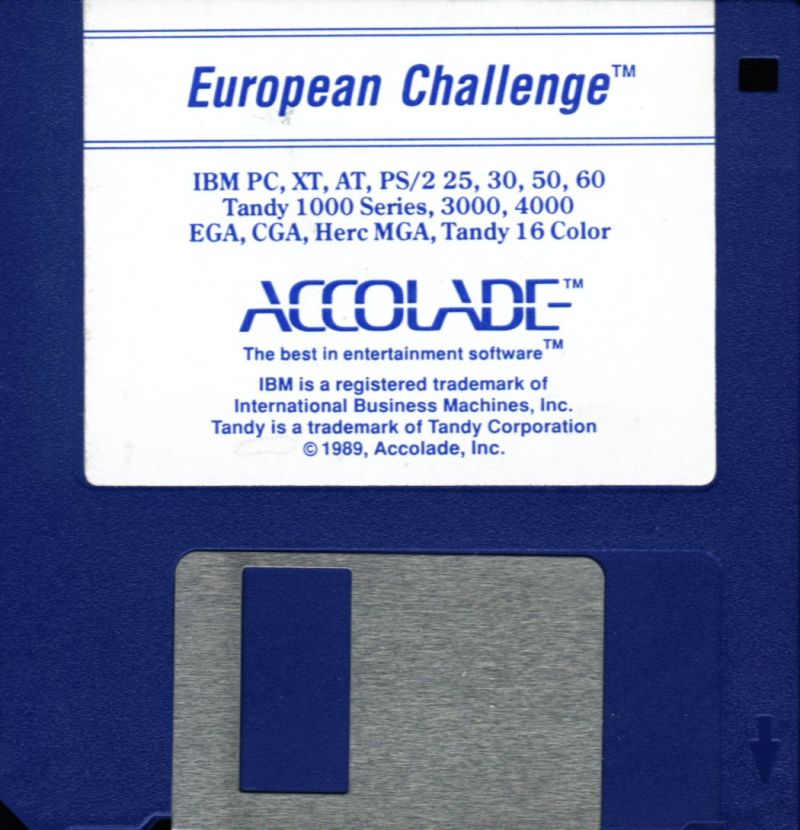 European Challenge™
IBM PC, XT, AT, PS/2 25, 30, 50, 60
Tandy 1000 Series, 3000, 4000
EGA, CGA, Herc MGA, Tandy 16 Color
ACCOLADE™
The best in entertainment software™
IBM is a registered trademark of
International Business Machines, Inc.
Tandy is a trademark of Tandy Corporation
© 1989, Accolade, Inc.